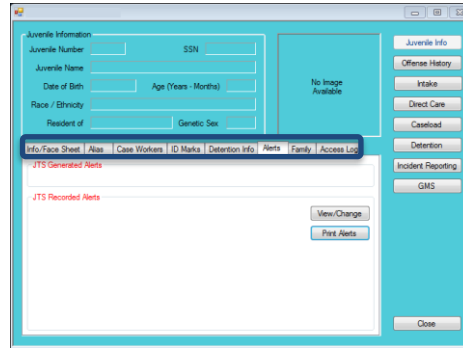 Juvenile Information
Juvenile Number SSN
Juvenile Name
Date of Birth Age (Years - Months)
Race / Ethnicity
Resident of Genetic Sex
No Image
Available
Info/Face Sheet Alias Case Workers ID Marks Detention Info Alerts Family Access Log
JTS Generated Alerts
JTS Recorded Alerts
View/Change
Print Alerts
Juvenile Info
Offense History
Intake
Direct Care
Caseload
Detention
Incident Reporting
GMS
Close